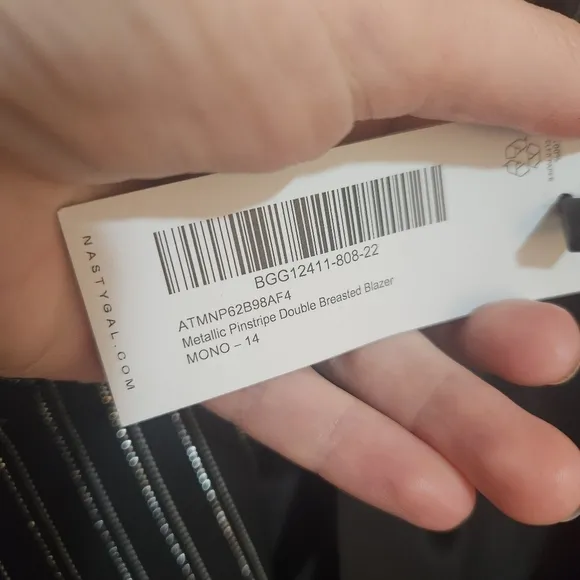 BGG12411-808-22
ATMNP62B98AF4
Metallic Pinstripe Double Breasted Blazer
MONO – 14
NASTYGAL.COM